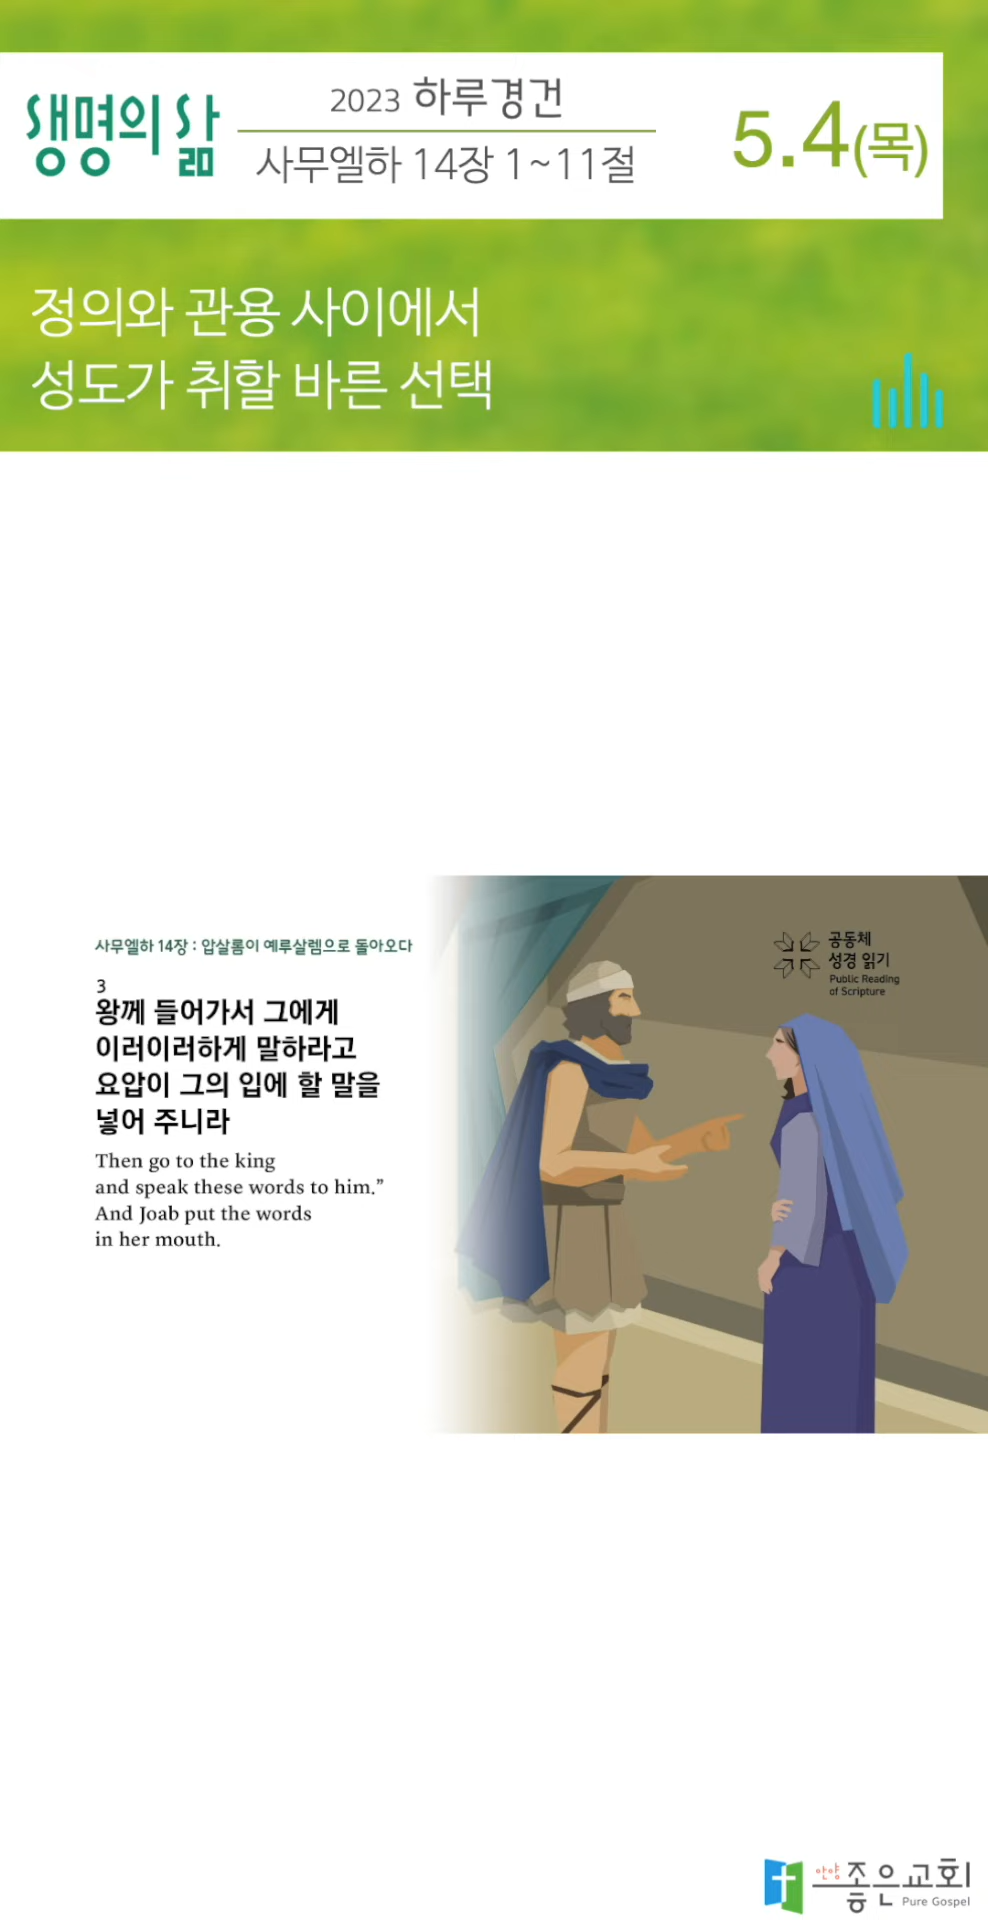 생명의 삶
2023 하루경건
사무엘하 14장 1~11절
5.4(목)
정의와 관용 사이에서
성도가 취할 바른 선택
사무엘하 14장 : 압살롬이 예루살렘으로 돌아오다
3
왕께 들어가서 그에게
이러이러하게 말하라고
요압이 그의 입에 할 말을
넣어 주니라
Then go to the king
and speak these words to him.”
And Joab put the words
in her mouth.
공동체
성경 읽기
Public Reading
of Scripture
안양 좋은교회
Pure Gospel